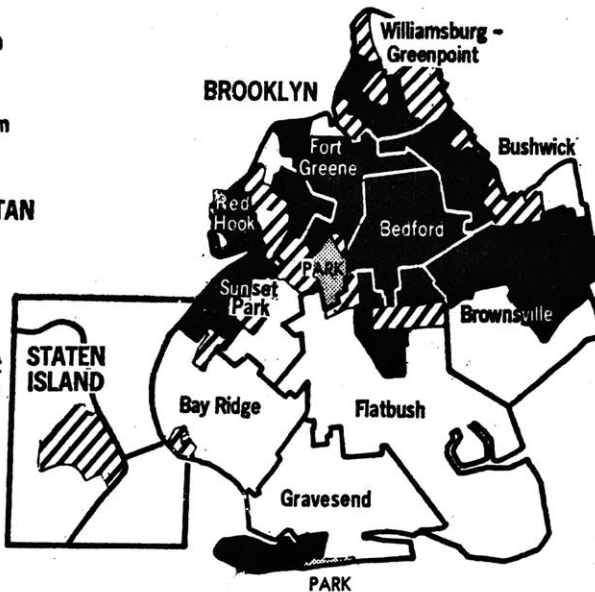 Williamsburg -
Greenpoint
BROOKLYN
Fort
Greene
Bushwick
TAN
Red
Hook
Bedford
PARK
Sunset
Park
Brownsville
STATEN
ISLAND
Bay Ridge
Flatbush
Gravesend
PARK